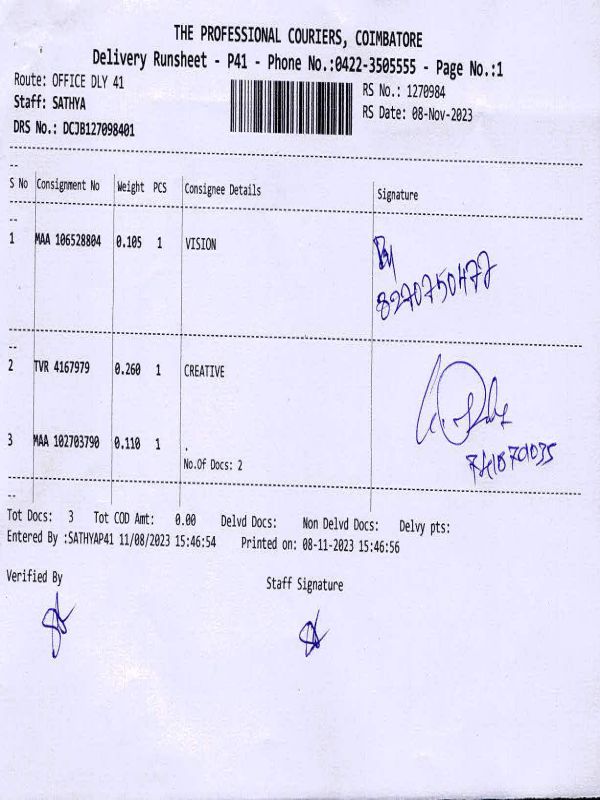 THE PROFESSIONAL COURIERS, COIMBATORE
Delivery Runsheet - P41 - Phone No.:0422-3505555 - Page No.:1
Route: OFFICE DLY 41
RS No.: 1270984
Staff: SATHYA
RS Date: 08-Nov-2023
DRS No.: DCJB127098401
--
S No Consignment No Weight PCS Consignee Details Signature
--
1 MAA 106528804 0.105 1 VISION
8270750477
--
2 TVR 4167979 0.260 1 CREATIVE
3 MAA 102703790 0.110 1 .
No.Of Docs: 2
--
Tot Docs: 3 Tot COD Amt: 0.00 Delvd Docs: Non Delvd Docs: Delvy pts:
Entered By :SATHYAP41 11/08/2023 15:46:54 Printed on: 08-11-2023 15:46:56
Verified By Staff Signature